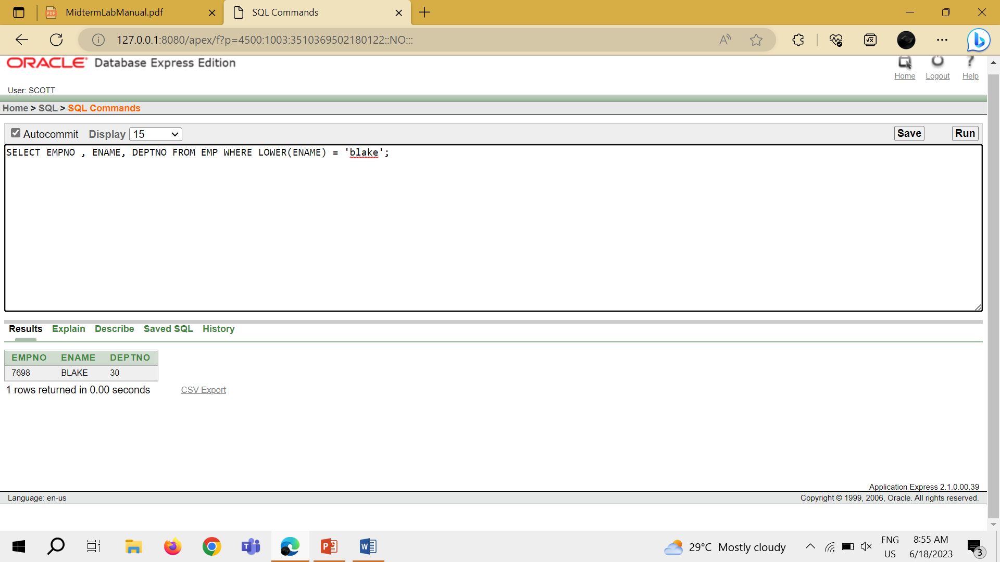 MidtermLabManual.pdf
SQL Commands
127.0.0.1:8080/apex/f?p=4500:1003:3510369502180122::NO:::
ORACLE Database Express Edition
Home Logout Help
User: SCOTT
Home > SQL > SQL Commands
Autocommit Display 15 Save Run
SELECT EMPNO , ENAME, DEPTNO FROM EMP WHERE LOWER(ENAME) = 'blake';
Results Explain Describe Saved SQL History
EMPNO ENAME DEPTNO
7698 BLAKE 30
1 rows returned in 0.00 seconds CSV Export
Application Express 2.1.0.00.39
Language: en-us Copyright © 1999, 2006, Oracle. All rights reserved.
29°C Mostly cloudy
ENG
US
8:55 AM
6/18/2023
3